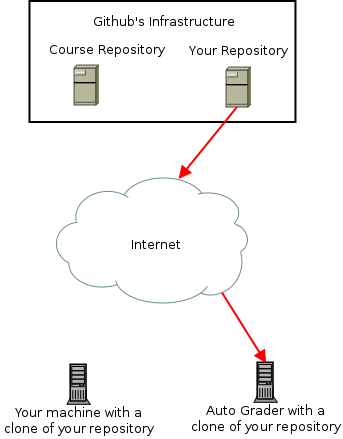 Github's Infrastructure
Course Repository
Your Repository
Internet
Your machine with a
clone of your repository
Auto Grader with a
clone of your repository